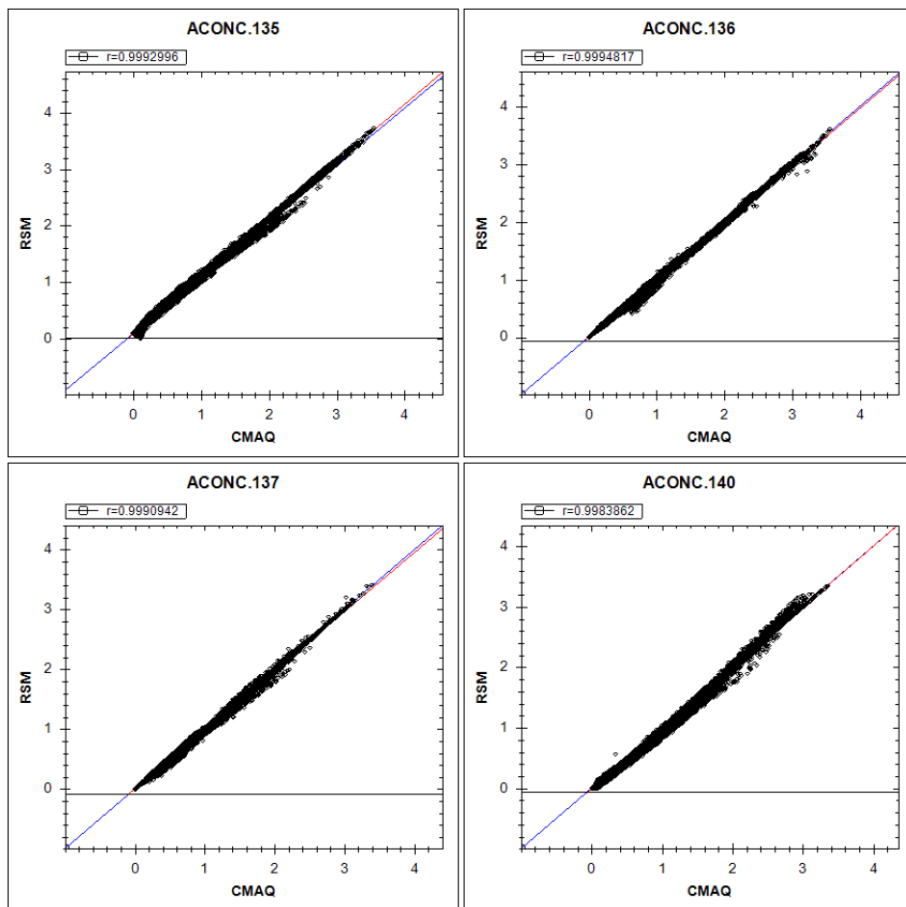 ACONC.135
r=0.9992996
4
3
2
1
0
RSM
0 1 2 3 4
CMAQ
ACONC.136
r=0.9994817
4
3
2
1
0
RSM
0 1 2 3 4
CMAQ
ACONC.137
r=0.9990942
4
3
2
1
0
RSM
0 1 2 3 4
CMAQ
ACONC.140
r=0.9983862
4
3
2
1
0
RSM
0 1 2 3 4
CMAQ